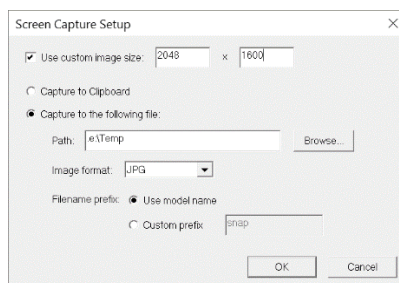 Screen Capture Setup
Use custom image size: 2048 x 1600
Capture to Clipboard
Capture to the following file:
Path: e:\Temp Browse...
Image format: JPG
Filename prefix: Use model name
Custom prefix snap
OK Cancel